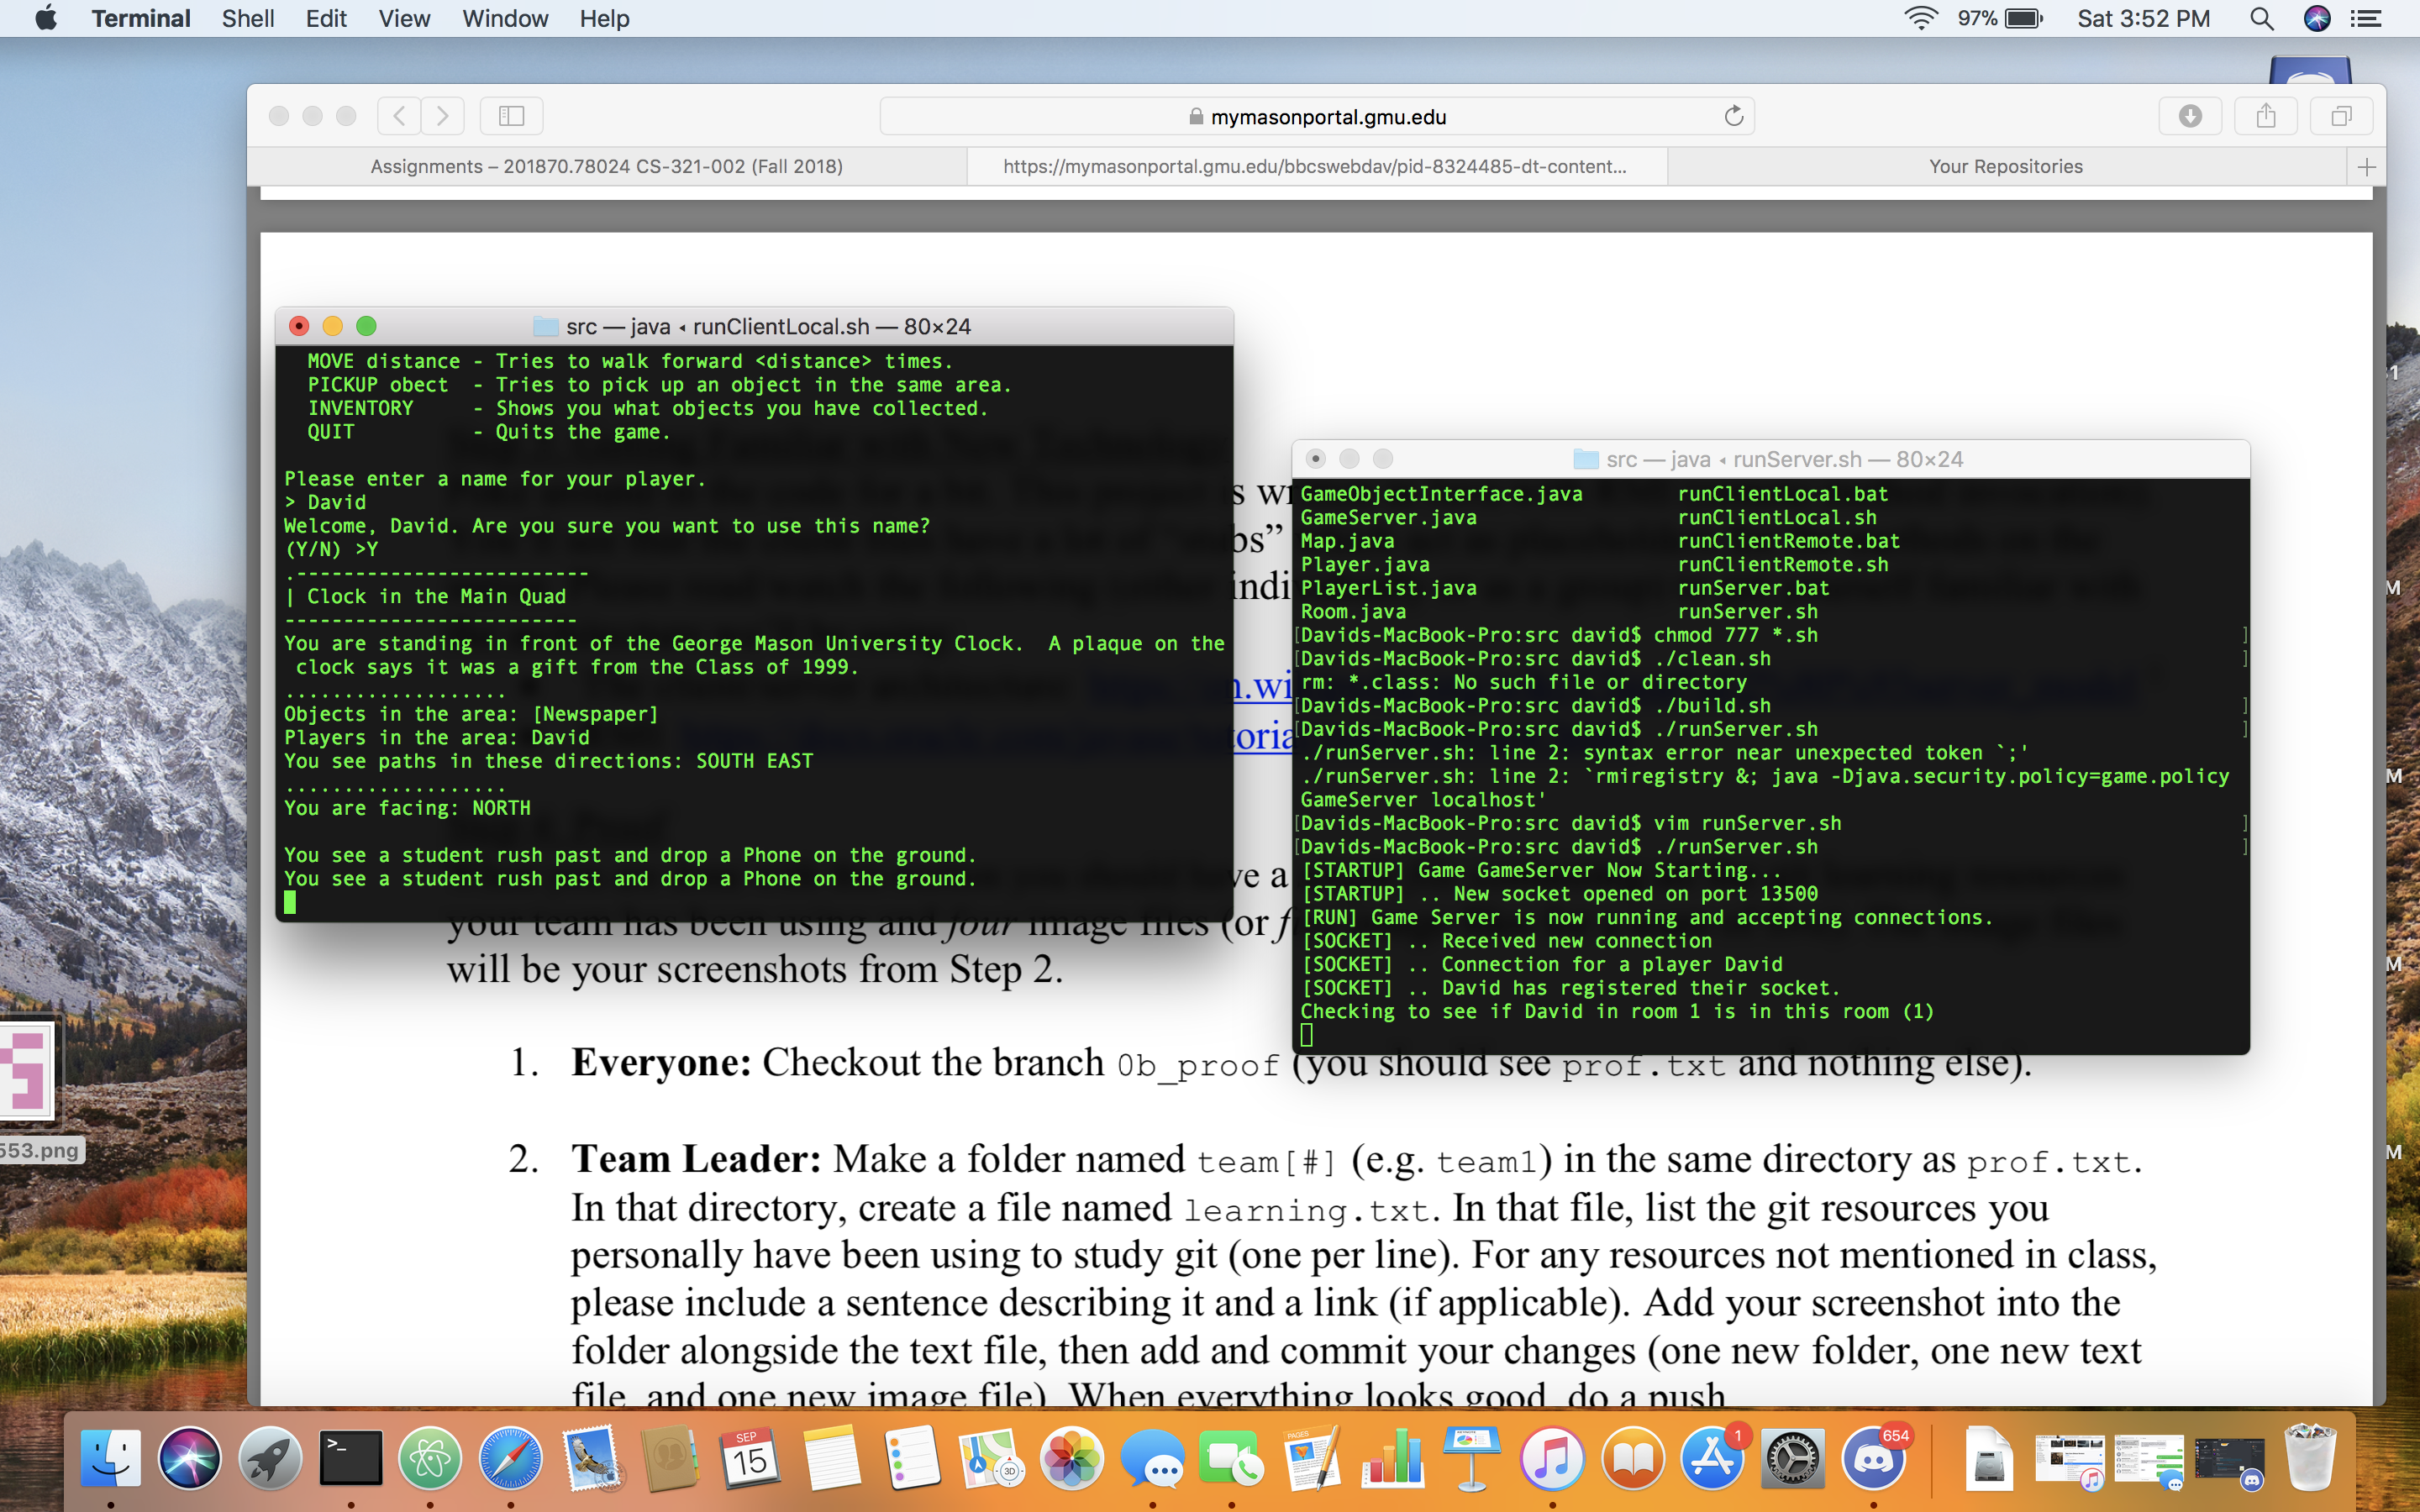 Terminal Shell Edit View Window Help 97% Sat 3:52 PM
mymasonportal.gmu.edu
Assignments – 201870.78024 CS-321-002 (Fall 2018) https://mymasonportal.gmu.edu/bbcswebdav/pid-8324485-dt-content... Your Repositories
src — java ◂ runClientLocal.sh — 80×24
MOVE distance - Tries to walk forward <distance> times.
PICKUP obect - Tries to pick up an object in the same area.
INVENTORY - Shows you what objects you have collected.
QUIT - Quits the game.
Please enter a name for your player.
> David
Welcome, David. Are you sure you want to use this name?
(Y/N) >Y
.-------------------------
| Clock in the Main Quad
-------------------------
You are standing in front of the George Mason University Clock.  A plaque on the
clock says it was a gift from the Class of 1999.
...................
Objects in the area: [Newspaper]
Players in the area: David
You see paths in these directions: SOUTH EAST
...................
You are facing: NORTH
You see a student rush past and drop a Phone on the ground.
You see a student rush past and drop a Phone on the ground.
src — java ◂ runServer.sh — 80×24
GameObjectInterface.java runClientLocal.bat
GameServer.java runClientLocal.sh
Map.java runClientRemote.bat
Player.java runClientRemote.sh
PlayerList.java runServer.bat
Room.java runServer.sh
[Davids-MacBook-Pro:src david$ chmod 777 *.sh ]
[Davids-MacBook-Pro:src david$ ./clean.sh ]
rm: *.class: No such file or directory
[Davids-MacBook-Pro:src david$ ./build.sh ]
[Davids-MacBook-Pro:src david$ ./runServer.sh ]
./runServer.sh: line 2: syntax error near unexpected token `;'
./runServer.sh: line 2: `rmiregistry &; java -Djava.security.policy=game.policy
GameServer localhost'
[Davids-MacBook-Pro:src david$ vim runServer.sh ]
[Davids-MacBook-Pro:src david$ ./runServer.sh ]
[STARTUP] Game GameServer Now Starting...
[STARTUP] .. New socket opened on port 13500
[RUN] Game Server is now running and accepting connections.
[SOCKET] .. Received new connection
[SOCKET] .. Connection for a player David
[SOCKET] .. David has registered their socket.
Checking to see if David in room 1 is in this room (1)
your team has been using and four image files (or
will be your screenshots from Step 2.
1. Everyone: Checkout the branch 0b_proof (you should see prof.txt and nothing else).
2. Team Leader: Make a folder named team[#] (e.g. team1) in the same directory as prof.txt.
In that directory, create a file named learning.txt. In that file, list the git resources you
personally have been using to study git (one per line). For any resources not mentioned in class,
please include a sentence describing it and a link (if applicable). Add your screenshot into the
folder alongside the text file, then add and commit your changes (one new folder, one new text
file, and one new image file). When everything looks good, do a push
553.png
SEP
15
3D
PAGES
1
654